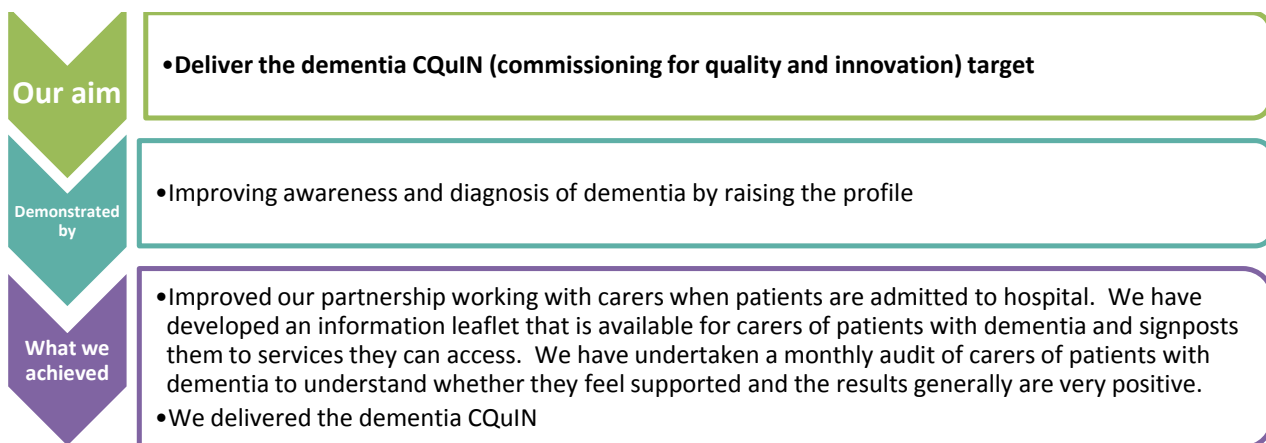 Our aim
•Deliver the dementia CQuIN (commissioning for quality and innovation) target
Demonstrated
by
•Improving awareness and diagnosis of dementia by raising the profile
What we
achieved
•Improved our partnership working with carers when patients are admitted to hospital.  We have
developed an information leaflet that is available for carers of patients with dementia and signposts
them to services they can access.  We have undertaken a monthly audit of carers of patients with
dementia to understand whether they feel supported and the results generally are very positive.
•We delivered the dementia CQuIN